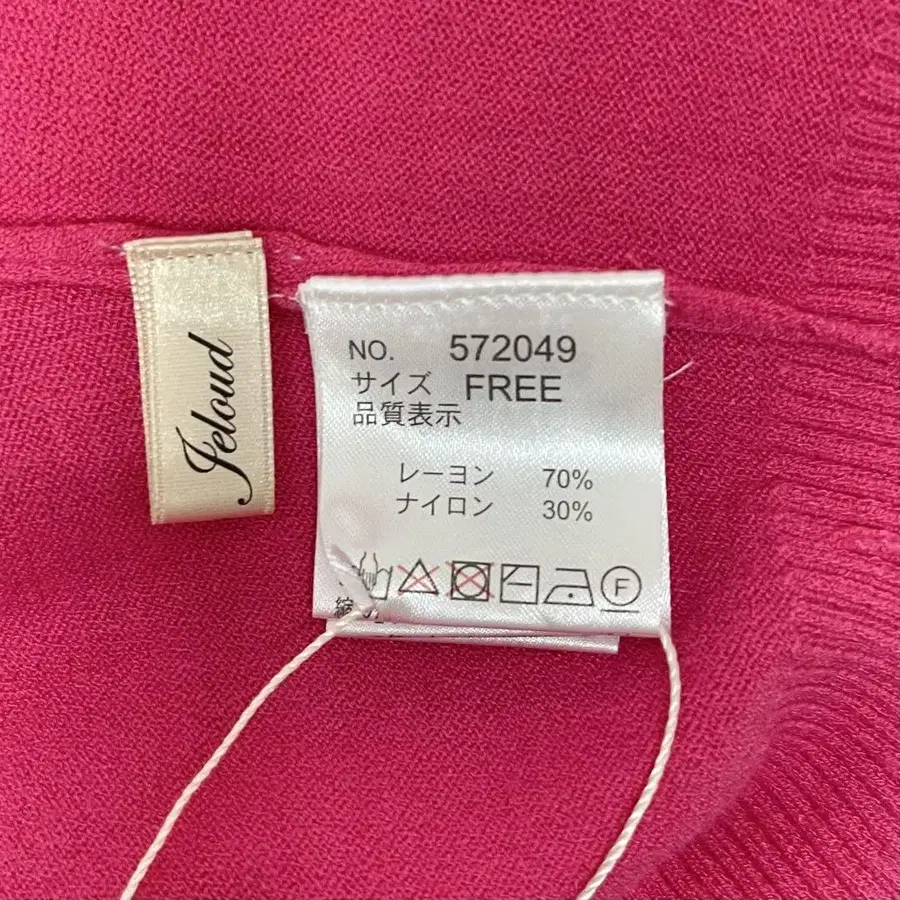 Jeloud
NO. 572049
サイズ FREE
品質表示
レーヨン 70%
ナイロン 30%
F